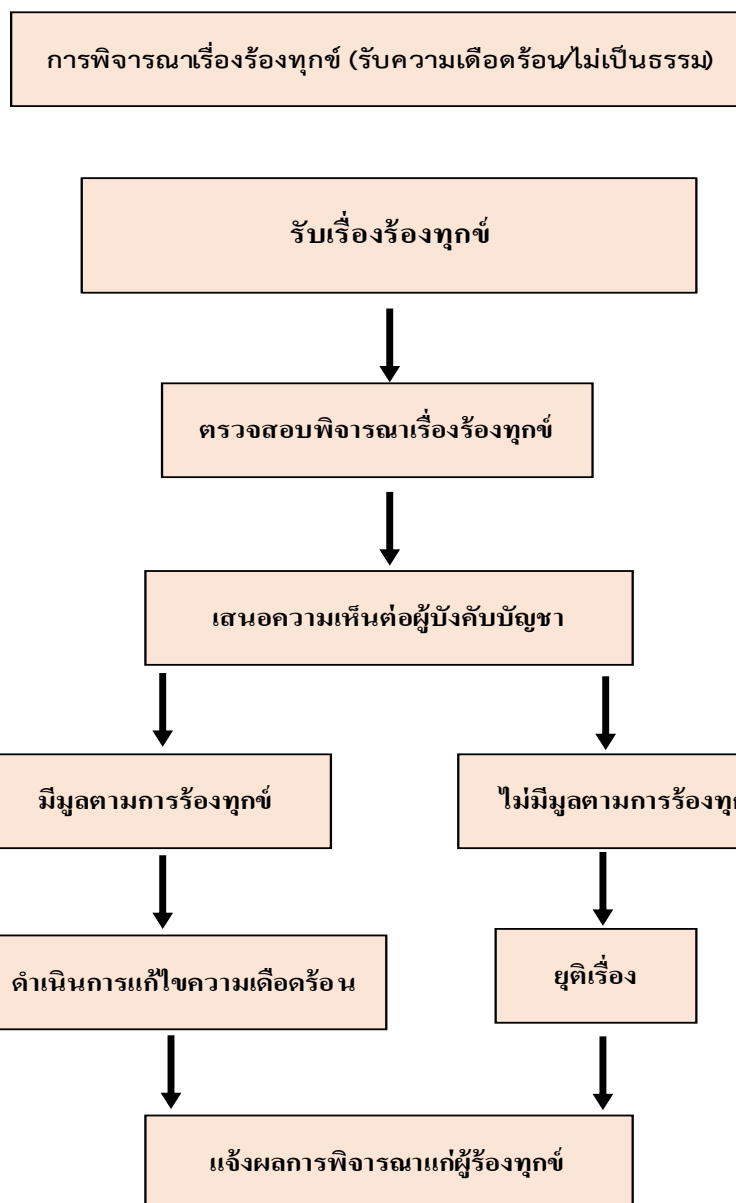 การพิจารณาเรื่องร้องทุกข์ (รับความเดือดร้อน/ไม่เป็นธรรม)
รับเรื่องร้องทุกข์
ตรวจสอบพิจารณาเรื่องร้องทุกข์
เสนอความเห็นต่อผู้บังคับบัญชา
มีมูลตามการร้องทุกข์
ไม่มีมูลตามการร้อง
ดำเนินการแก้ไขความเดือดร้อน
ยุติเรื่อง
แจ้งผลการพิจารณาแก่ผู้ร้องทุกข์